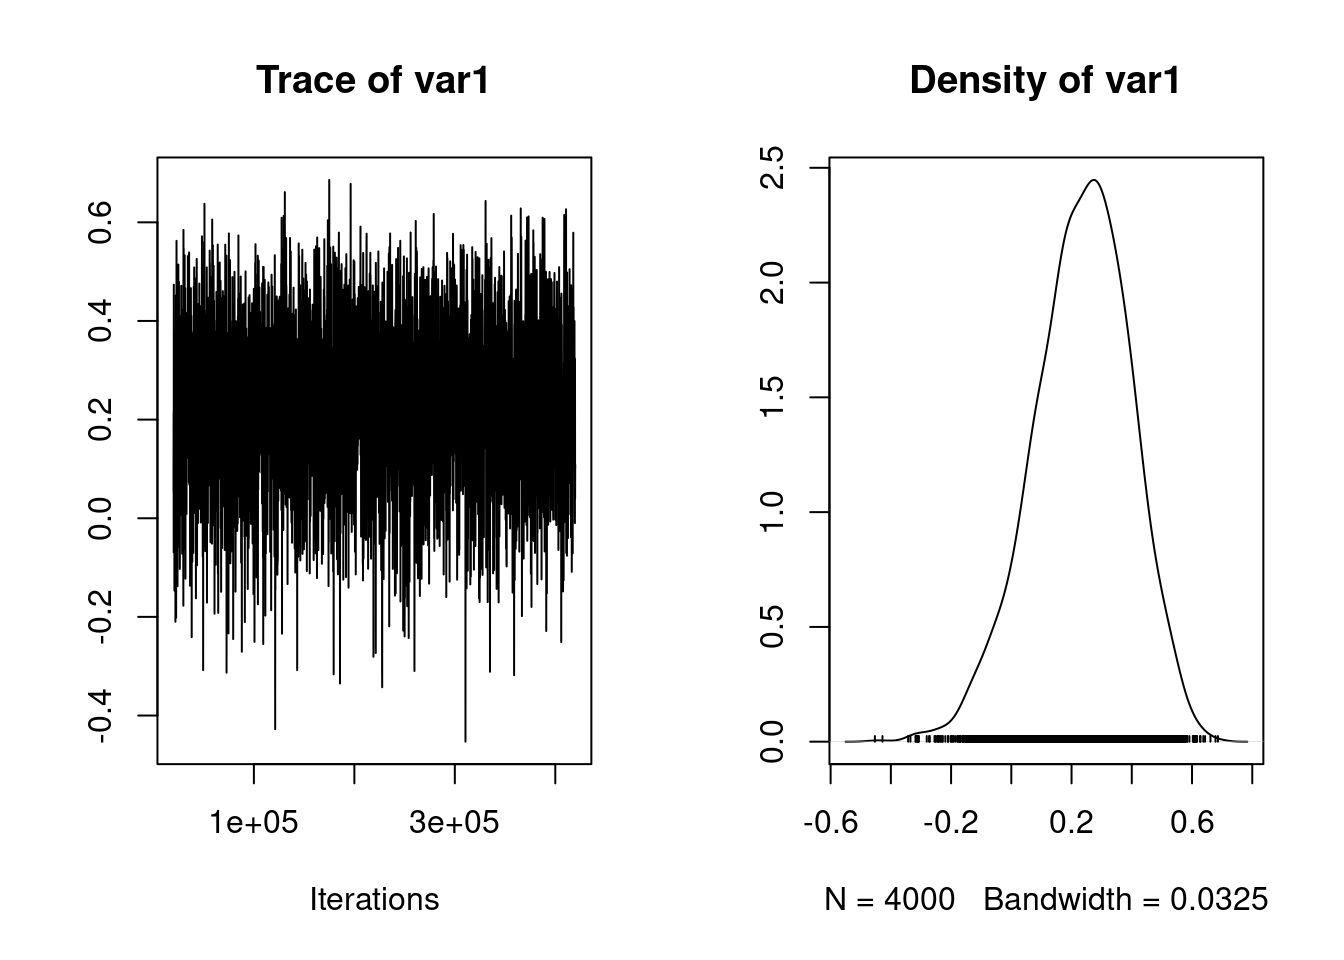 Trace of var1
0.6
0.4
0.2
0.0
-0.2
-0.4
1e+05 3e+05
Iterations
Density of var1
2.5
2.0
1.5
1.0
0.5
0.0
-0.6 -0.2 0.2 0.6
N = 4000 Bandwidth = 0.0325